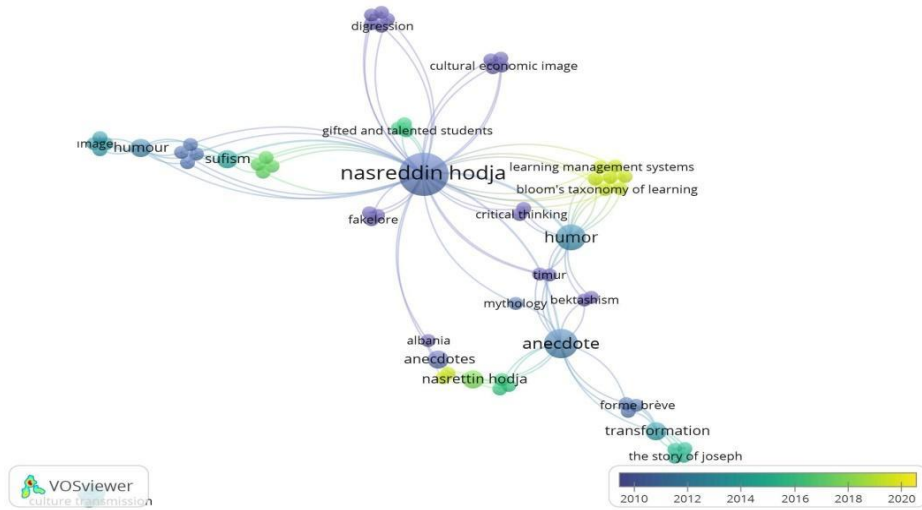 digression
cultural economic image
gifted and talented students
image
humour
sufism
nasreddin hodja
learning management systems
bloom's taxonomy of learning
fakelore
critical thinking
humor
timur
mythology
bektashism
albania
anecdote
anecdotes
nasrettin hodja
forme brève
transformation
the story of joseph
VOSviewer
culture transmission
2010 2012 2014 2016 2018 2020